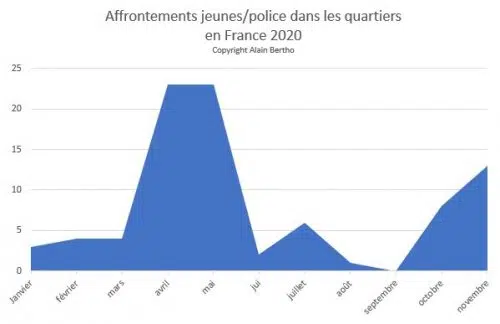 Affrontements jeunes/police dans les quartiers
en France 2020
Copyright Alain Bertho
25
20
15
10
5
0
Janvier
février
mars
avril
mai
jui
juillet
août
septembre
octobre
novembre